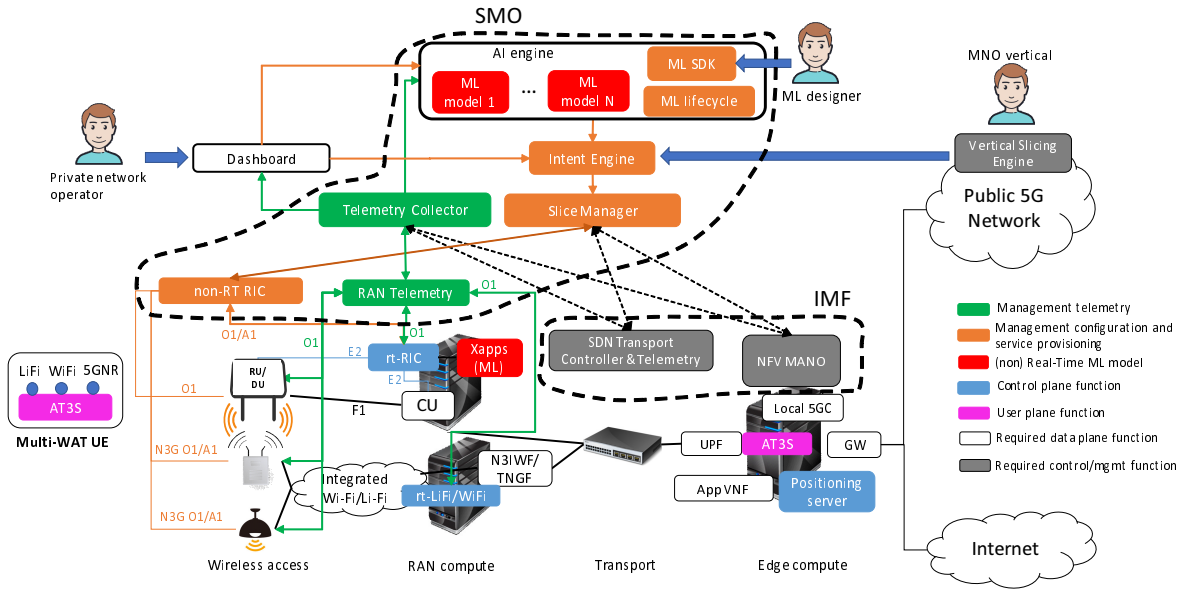 SMO
AI engine
ML SDK
ML
model 1
...
ML
model N
ML lifecycle
ML designer
MNO vertical
Private network
operator
Dashboard
Intent Engine
Vertical Slicing
Engine
Public 5G
Network
Telemetry Collector
Slice Manager
non-RT RIC
RAN Telemetry
O1
IMF
O1/A1
O1
O1
SDN Transport
Controller & Telemetry
NFV MANO
Management telemetry
Management configuration and
service provisioning
(non) Real-Time ML model
Control plane function
User plane function
Required data plane function
Required control/mgmt function
E2
rt-RIC
Xapps
(ML)
E2
LiFi WiFi 5GNR
AT3S
Multi-WAT UE
RU/
DU
O1
F1
CU
Local 5GC
UPF
AT3S
GW
N3G O1/A1
Integrated
Wi-Fi/Li-Fi
N3IWF/
TNGF
rt-LiFi/WiFi
App VNF
Positioning
server
N3G O1/A1
Internet
Wireless access
RAN compute
Transport
Edge compute